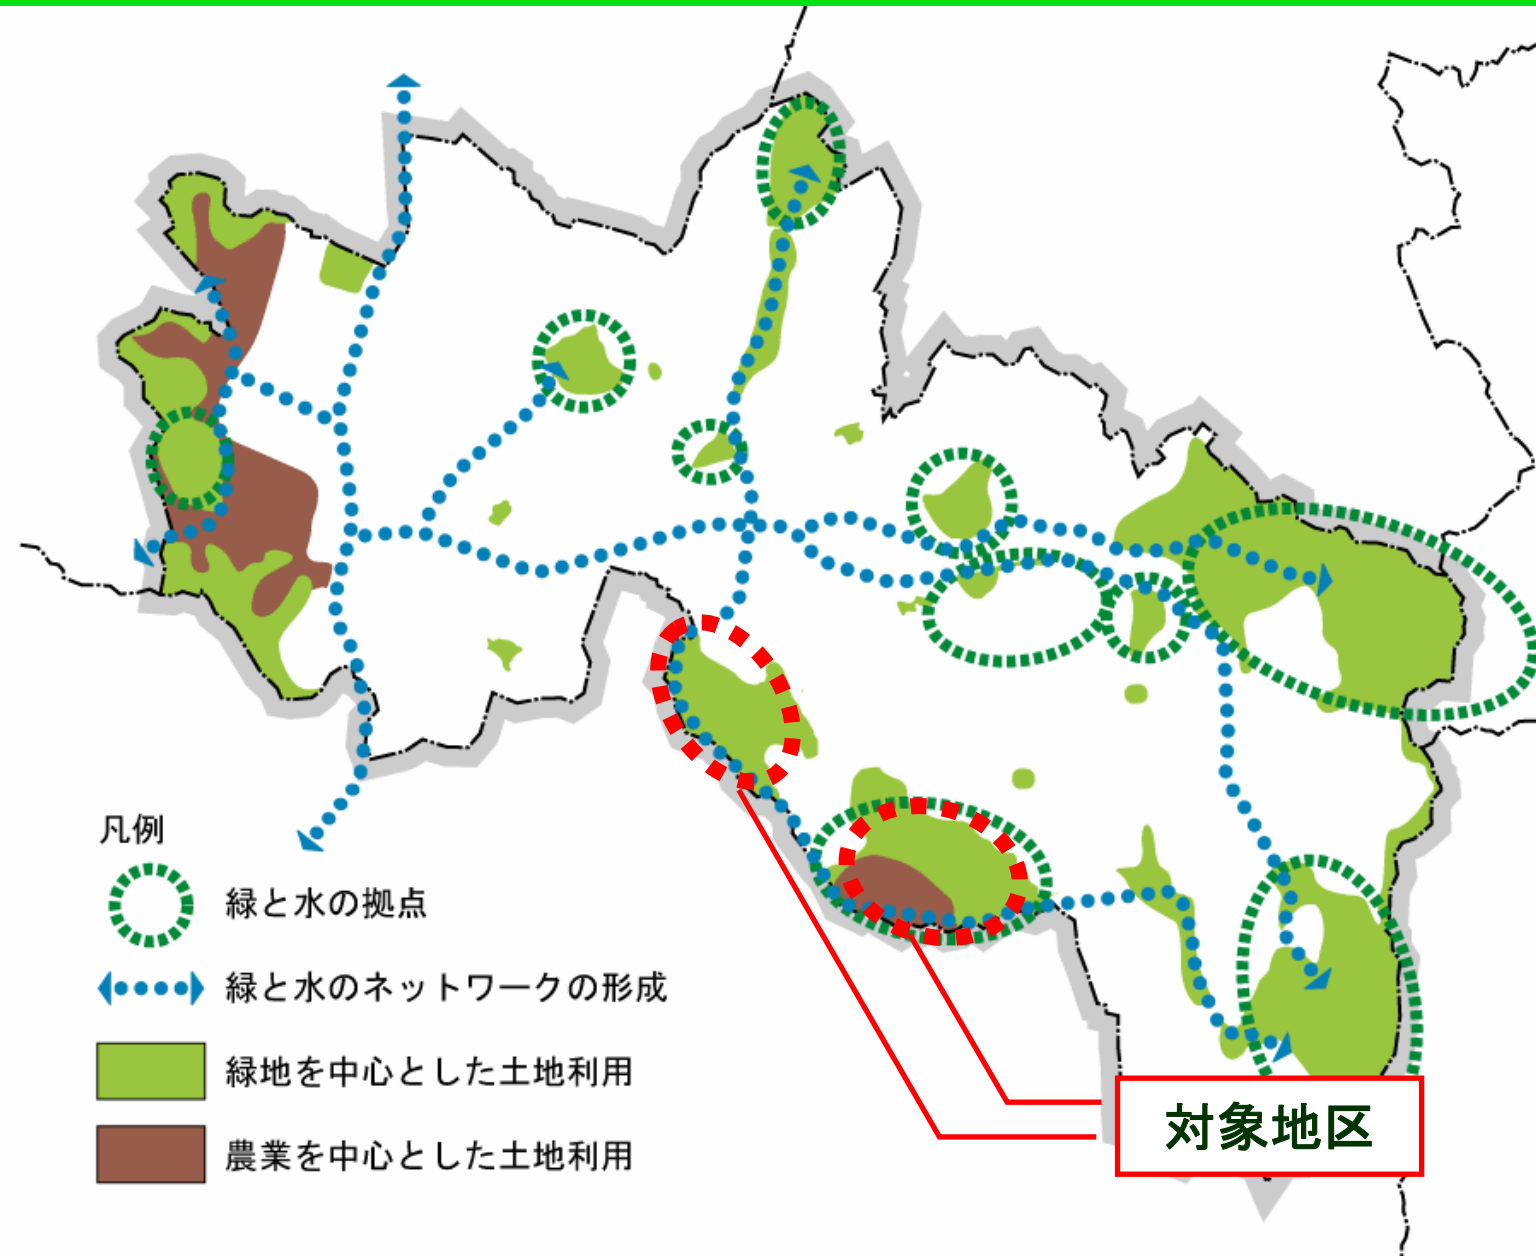 凡例
緑と水の拠点
緑と水のネットワークの形成
緑地を中心とした土地利用
農業を中心とした土地利用
対象地区